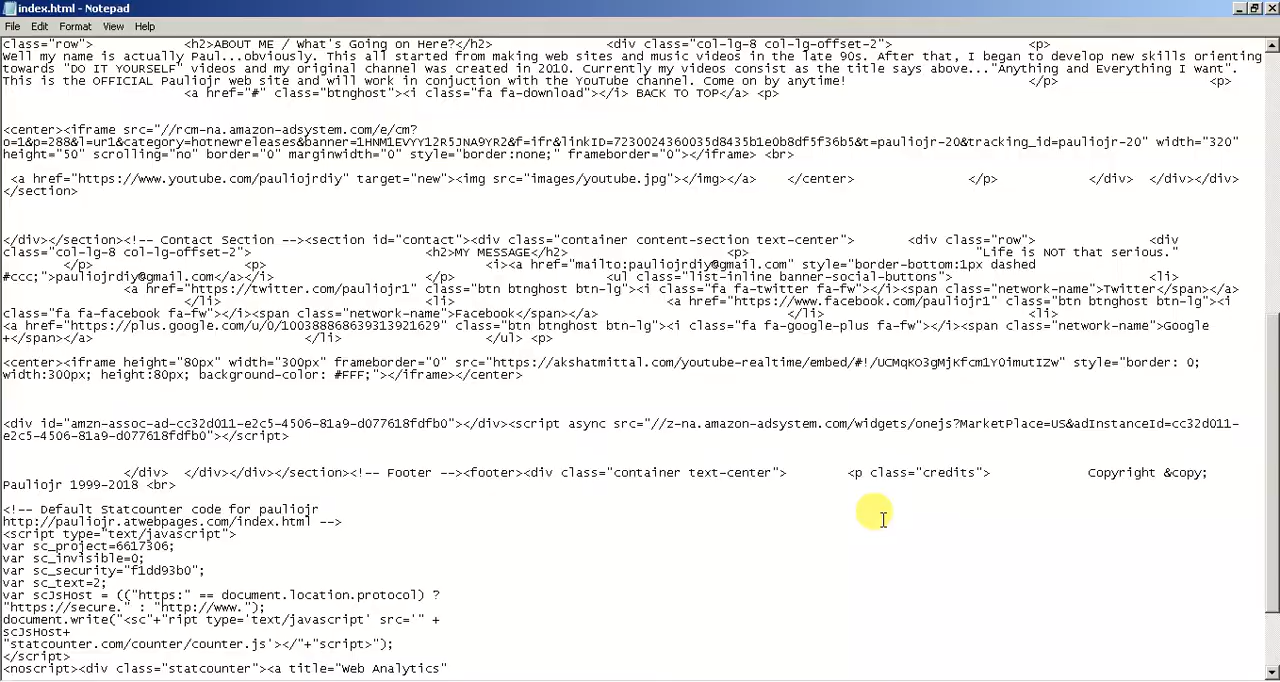 index.html - Notepad
File Edit Format View Help
class="row"> <h2>ABOUT ME / What's Going on Here?</h2> <div class="col-lg-8 col-lg-offset-2"> <p>
Well my name is actually Paul...obviously. This all started from making web sites and music videos in the late 90s. After that, I began to develop new skills orienting
towards "DO IT YOURSELF" videos and my original channel was created in 2010. Currently my videos consist as the title says above..."Anything and Everything I want".
This is the OFFICIAL Pauliojr web site and will work in conjuction with the YouTube channel. Come on by anytime! </p> <p>
<a href="#" class="btnghost"><i class="fa fa-download"></i> BACK TO TOP</a> <p>
<center><iframe src="//rcm-na.amazon-adsystem.com/e/cm?
o=1&p=288&l=ur1&category=hotnewreleases&banner=1HNM1EVYY12R5JNA9YR2&f=ifr&linkID=7230024360035d8435b1e0b8df5f36b5&t=pauliojr-20&tracking_id=pauliojr-20" width="320"
height="50" scrolling="no" border="0" marginwidth="0" style="border:none;" frameborder="0"></iframe> <br>
<a href="https://www.youtube.com/pauliojrdiy" target="new"><img src="images/youtube.jpg"></img></a> </center> </p> </div> </div></div>
</section>
</div></section><!-- Contact Section --><section id="contact"><div class="container content-section text-center"> <div class="row"> <div
class="col-lg-8 col-lg-offset-2"> <h2>MY MESSAGE</h2> <p> "Life is NOT that serious."
</p> <p> <i><a href="mailto:pauliojrdiy@gmail.com" style="border-bottom:1px dashed
#ccc;">pauliojrdiy@gmail.com</a></i> </p> <ul class="list-inline banner-social-buttons"> <li>
<a href="https://twitter.com/pauliojr1" class="btn btnghost btn-lg"><i class="fa fa-twitter fa-fw"></i><span class="network-name">Twitter</span></a>
</li> <li> <a href="https://www.facebook.com/pauliojr1" class="btn btnghost btn-lg"><i
class="fa fa-facebook fa-fw"></i><span class="network-name">Facebook</span></a> </li> <li>
<a href="https://plus.google.com/u/0/100388868639313921629" class="btn btnghost btn-lg"><i class="fa fa-google-plus fa-fw"></i><span class="network-name">Google
+</span></a> </li> </ul> <p>
<center><iframe height="80px" width="300px" frameborder="0" src="https://akshatmittal.com/youtube-realtime/embed/#!/UCMqKO3gMjKfcm1Y0imutIZw" style="border: 0;
width:300px; height:80px; background-color: #FFF;"></iframe></center>
<div id="amzn-assoc-ad-cc32d011-e2c5-4506-81a9-d077618fdfb0"></div><script async src="//z-na.amazon-adsystem.com/widgets/onejs?MarketPlace=US&adInstanceId=cc32d011-
e2c5-4506-81a9-d077618fdfb0"></script>
</div> </div></div></section><!-- Footer --><footer><div class="container text-center"> <p class="credits"> Copyright &copy;
Pauliojr 1999-2018 <br>
<!-- Default Statcounter code for pauliojr
http://pauliojr.atwebpages.com/index.html -->
<script type="text/javascript">
var sc_project=6617306;
var sc_invisible=0;
var sc_security="f1dd93b0";
var sc_text=2;
var scJsHost = (("https:" == document.location.protocol) ?
"https://secure." : "http://www.");
document.write("<sc"+"ript type='text/javascript' src='" +
scJsHost+
"statcounter.com/counter/counter.js'></"+"script>");
</script>
<noscript><div class="statcounter"><a title="Web Analytics"